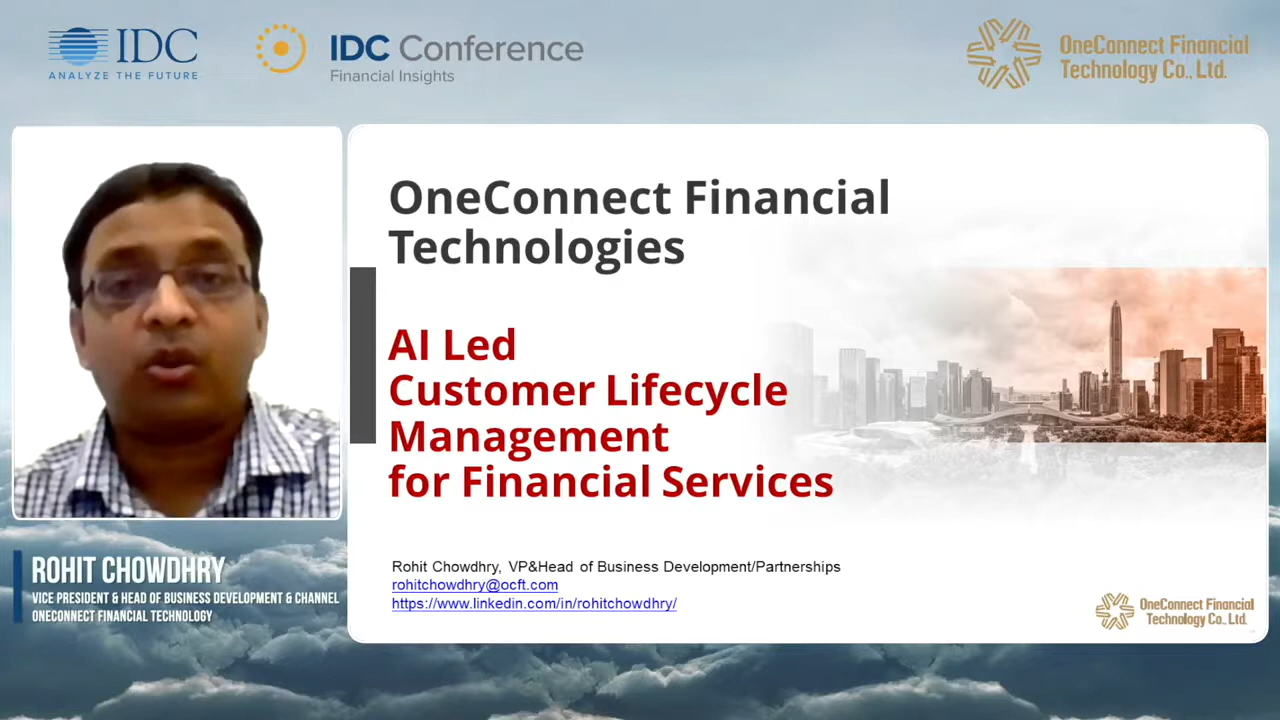 IDC
ANALYZE THE FUTURE
IDC Conference
Financial Insights
OneConnect Financial
Technology Co., Ltd.
OneConnect Financial
Technologies
AI Led
Customer Lifecycle
Management
for Financial Services
Rohit Chowdhry, VP&Head of Business Development/Partnerships
rohitchowdhry@ocft.com
https://www.linkedin.com/in/rohitchowdhry/
OneConnect Financial
Technology Co., Ltd.
ROHIT CHOWDHRY
VICE PRESIDENT & HEAD OF BUSINESS DEVELOPMENT & CHANNEL
ONECONNECT FINANCIAL TECHNOLOGY